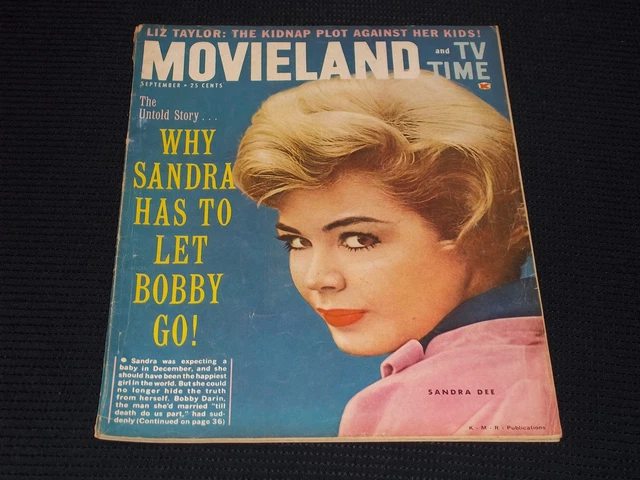 LIZ TAYLOR: THE KIDNAP PLOT AGAINST HER KIDS!
MOVIELAND and TV TIME
SEPTEMBER • 25 CENTS
The
Untold Story . . .
WHY
SANDRA
HAS TO
LET
BOBBY
GO!
• Sandra was expecting a
baby in December, and she
should have been the happiest
girl in the world. But she could
no longer hide the truth
from herself. Bobby Darin,
the man she'd married "till
death do us part," had sud-
denly (Continued on page 36)
SANDRA DEE
K - M - R - Publications